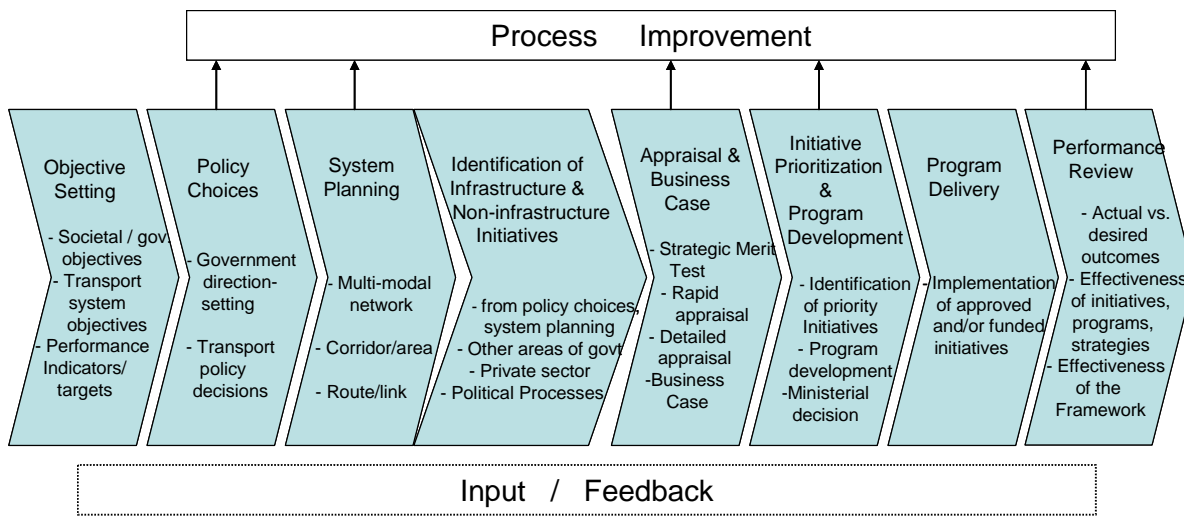 Process Improvement
Objective
Setting
- Societal / gov.
objectives
- Transport
system
objectives
- Performance
Indicators/
targets
Policy
Choices
- Government
direction-
setting
- Transport
policy
decisions
System
Planning
- Multi-modal
network
- Corridor/area
- Route/link
Identification of
Infrastructure &
Non-infrastructure
Initiatives
- from policy choices,
system planning
- Other areas of govt
- Private sector
- Political Processes
Appraisal &
Business
Case
- Strategic Merit
Test
- Rapid
appraisal
- Detailed
appraisal
-Business
Case
Initiative
Prioritization
&
Program
Development
- Identification
of priority
Initiatives
- Program
development
-Ministerial
decision
Program
Delivery
- Implementation
of approved
and/or funded
initiatives
Performance
Review
- Actual vs.
desired
outcomes
- Effectiveness
of initiatives,
programs,
strategies
- Effectiveness
of the
Framework
Input / Feedback